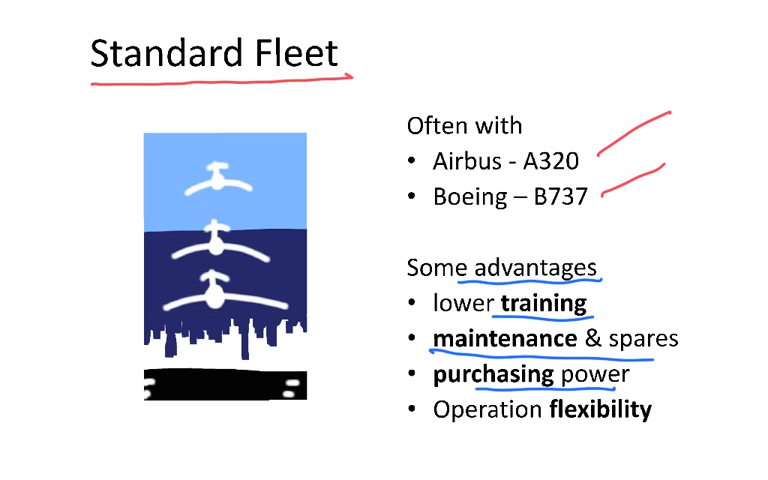 Standard Fleet
Often with
• Airbus - A320
• Boeing – B737
Some advantages
• lower training
• maintenance & spares
• purchasing power
• Operation flexibility